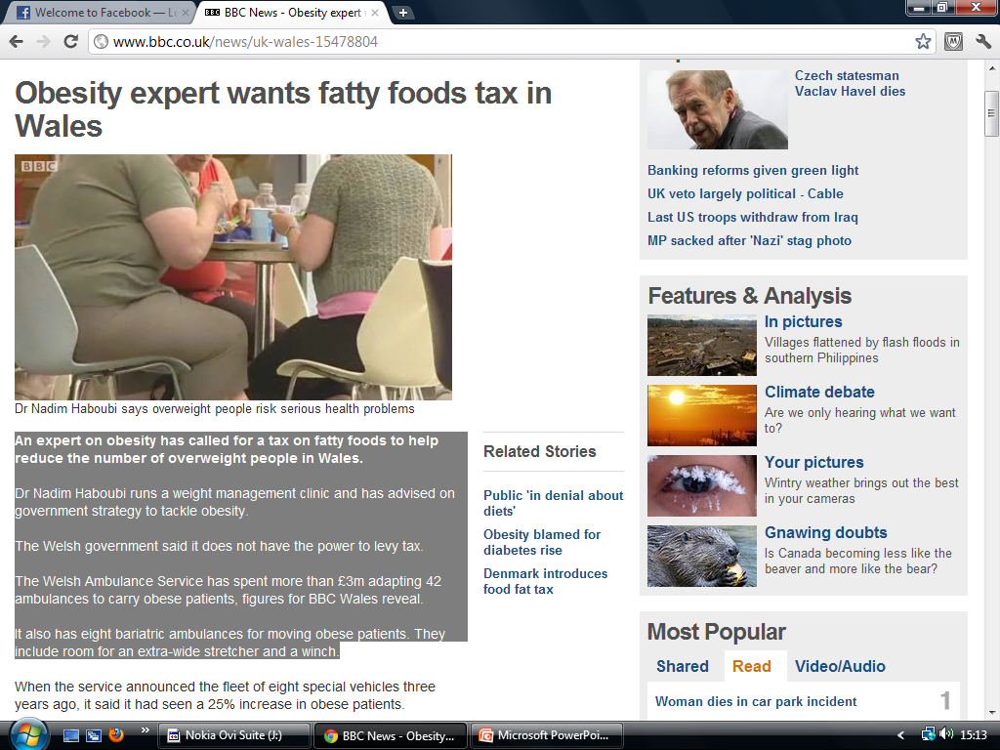 Welcome to Facebook — Lo
BBC News - Obesity expert
www.bbc.co.uk/news/uk-wales-15478804
Obesity expert wants fatty foods tax in
Wales
BBC
Dr Nadim Haboubi says overweight people risk serious health problems
An expert on obesity has called for a tax on fatty foods to help
reduce the number of overweight people in Wales.
Dr Nadim Haboubi runs a weight management clinic and has advised on
government strategy to tackle obesity.
The Welsh government said it does not have the power to levy tax.
The Welsh Ambulance Service has spent more than £3m adapting 42
ambulances to carry obese patients, figures for BBC Wales reveal.
It also has eight bariatric ambulances for moving obese patients. They
include room for an extra-wide stretcher and a winch.
When the service announced the fleet of eight special vehicles three
years ago, it said it had seen a 25% increase in obese patients.
Related Stories
Public 'in denial about
diets'
Obesity blamed for
diabetes rise
Denmark introduces
food fat tax
Czech statesman
Vaclav Havel dies
Banking reforms given green light
UK veto largely political - Cable
Last US troops withdraw from Iraq
MP sacked after 'Nazi' stag photo
Features & Analysis
In pictures
Villages flattened by flash floods in
southern Philippines
Climate debate
Are we only hearing what we want
to?
Your pictures
Wintry weather brings out the best
in your cameras
Gnawing doubts
Is Canada becoming less like the
beaver and more like the bear?
Most Popular
Shared Read Video/Audio
Woman dies in car park incident 1
Nokia Ovi Suite (J:)
BBC News - Obesity...
Microsoft PowerPoi...
15:13